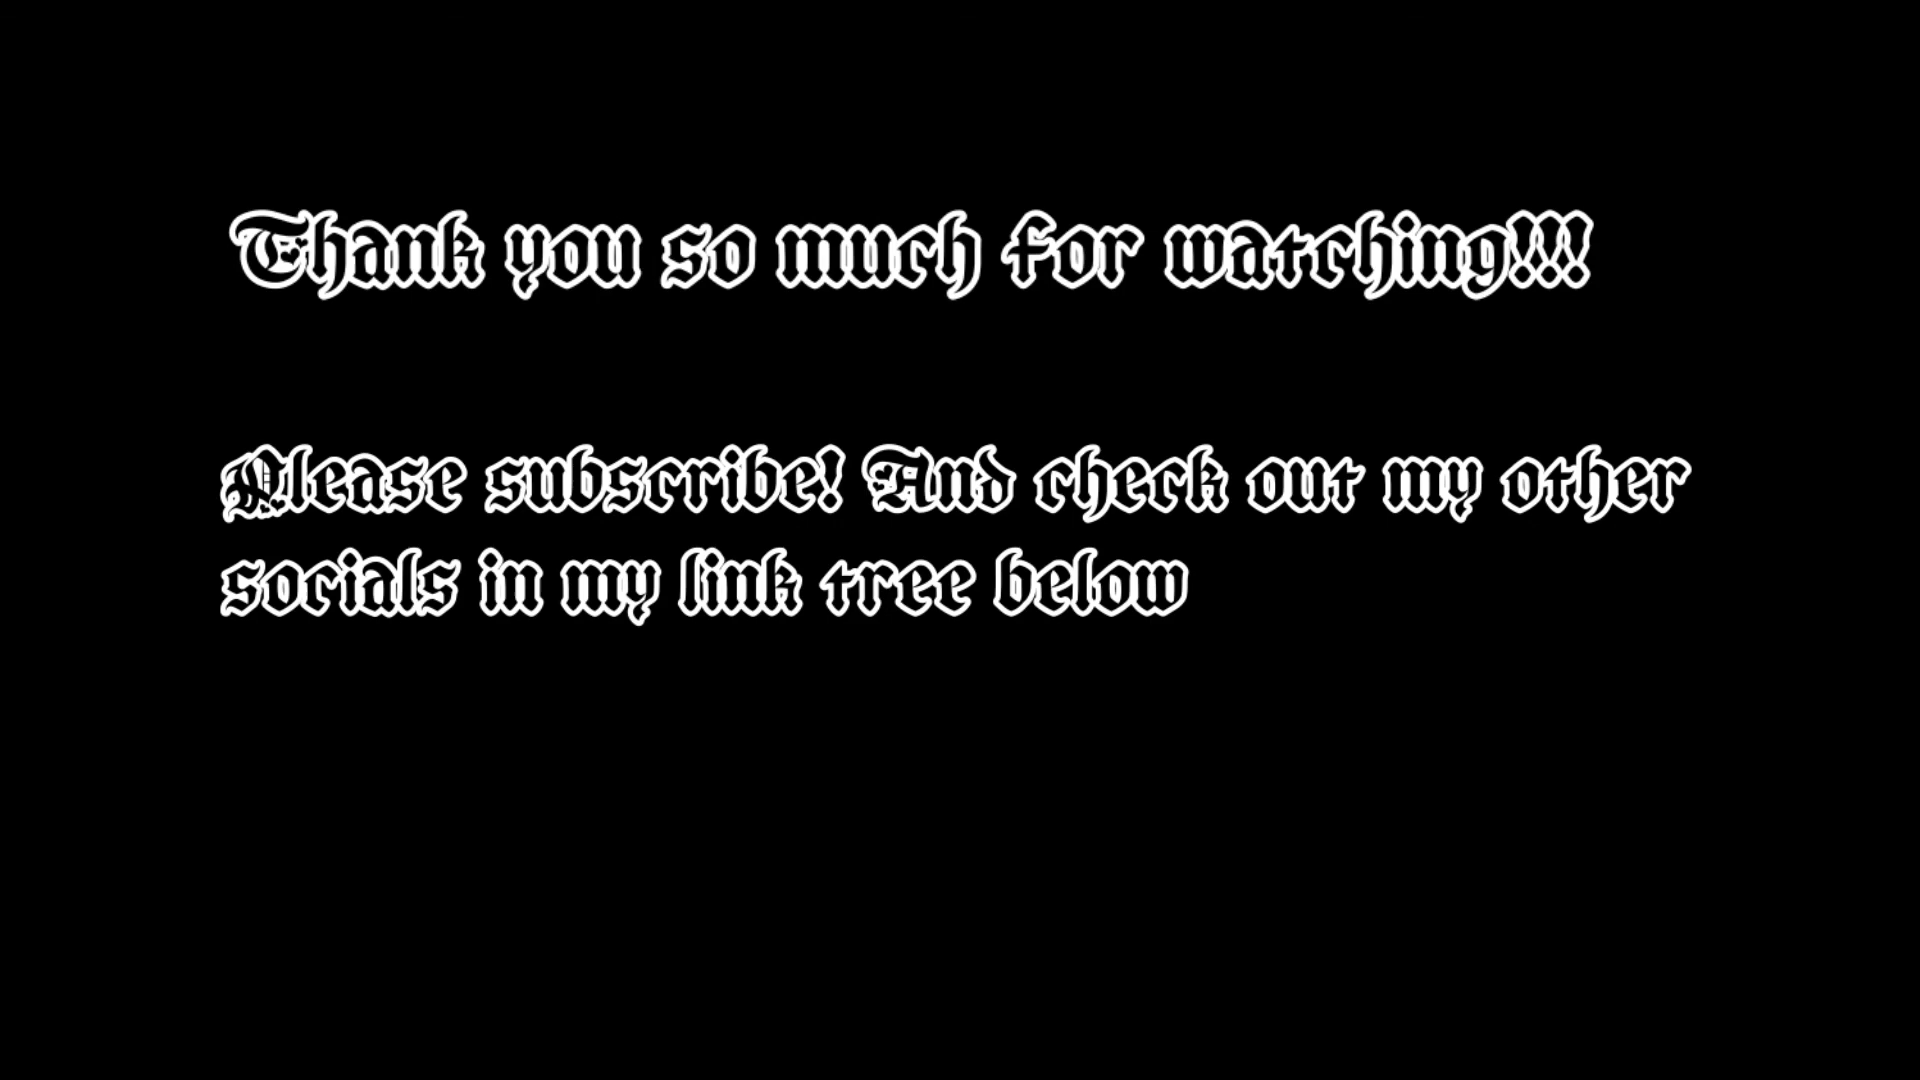 Thank you so much for watching!!!
Please subscribe! And check out my other
socials in my link tree below